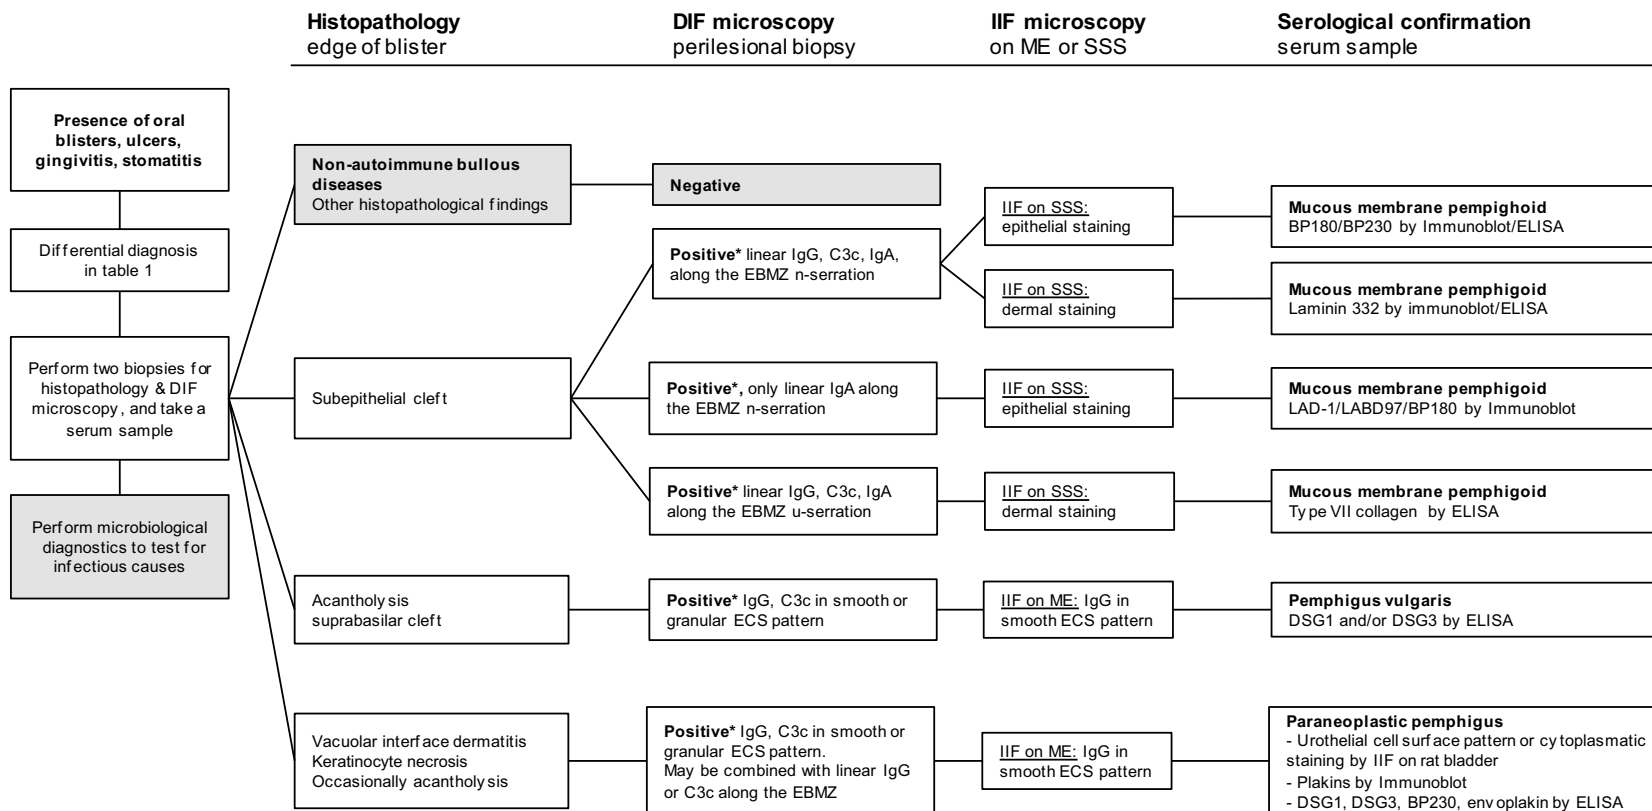 Histopathology
edge of blister
DIF microscopy
perilesional biopsy
IIF microscopy
on ME or SSS
Serological confirmation
serum sample
Presence of oral
blisters, ulcers,
gingivitis, stomatitis
Differential diagnosis
in table 1
Perform two biopsies for
histopathology & DIF
microscopy, and take a
serum sample
Perform microbiological
diagnostics to test for
infectious causes
Non-autoimmune bullous
diseases
Other histopathological findings
Negative
Subepithelial cleft
Positive* linear IgG, C3c, IgA,
along the EBMZ n-serration
IIF on SSS:
epithelial staining
Mucous membrane pempighoid
BP180/BP230 by Immunoblot/ELISA
IIF on SSS:
dermal staining
Mucous membrane pemphigoid
Laminin 332 by immunoblot/ELISA
Positive*, only linear IgA along
the EBMZ n-serration
IIF on SSS:
epithelial staining
Mucous membrane pemphigoid
LAD-1/LABD97/BP180 by Immunoblot
Positive* linear IgG, C3c, IgA
along the EBMZ u-serration
IIF on SSS:
dermal staining
Mucous membrane pemphigoid
Type VII collagen by ELISA
Acantholysis
suprabasilar cleft
Positive* IgG, C3c in smooth or
granular ECS pattern
IIF on ME: IgG in
smooth ECS pattern
Pemphigus vulgaris
DSG1 and/or DSG3 by ELISA
Vacuolar interface dermatitis
Keratinocyte necrosis
Occasionally acantholysis
Positive* IgG, C3c in smooth or
granular ECS pattern.
May be combined with linear IgG
or C3c along the EBMZ
IIF on ME: IgG in
smooth ECS pattern
Paraneoplastic pemphigus
- Urothelial cell surface pattern or cytoplasmatic
staining by IIF on rat bladder
- Plakins by Immunoblot
- DSG1, DSG3, BP230, envoplakin by ELISA